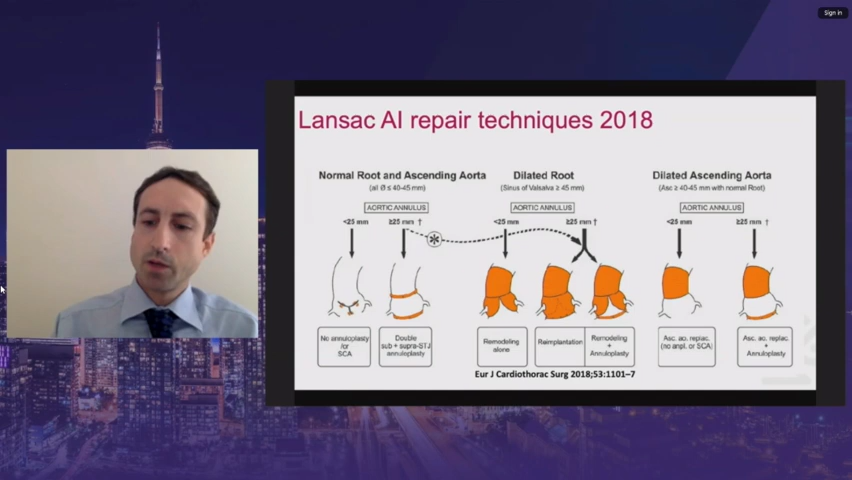 Sign in
Lansac AI repair techniques 2018
Normal Root and Ascending Aorta
(all Ø ≤ 40-45 mm)
AORTIC ANNULUS
<25 mm
≥25 mm †
Dilated Root
(Sinus of Valsalva ≥ 45 mm)
AORTIC ANNULUS
<25 mm
≥25 mm †
Dilated Ascending Aorta
(Asc ≥ 40-45 mm with normal Root)
AORTIC ANNULUS
<25 mm
≥25 mm †
*
No annuloplasty
/or
SCA
Double
sub + supra-STJ
annuloplasty
Remodeling
alone
Reimplantation
Remodeling
+
Annuloplasty
Asc. ao. replac.
(no anpl. or SCA)
Asc. ao. replac.
+
Annuloplasty
Eur J Cardiothorac Surg 2018;53:1101–7